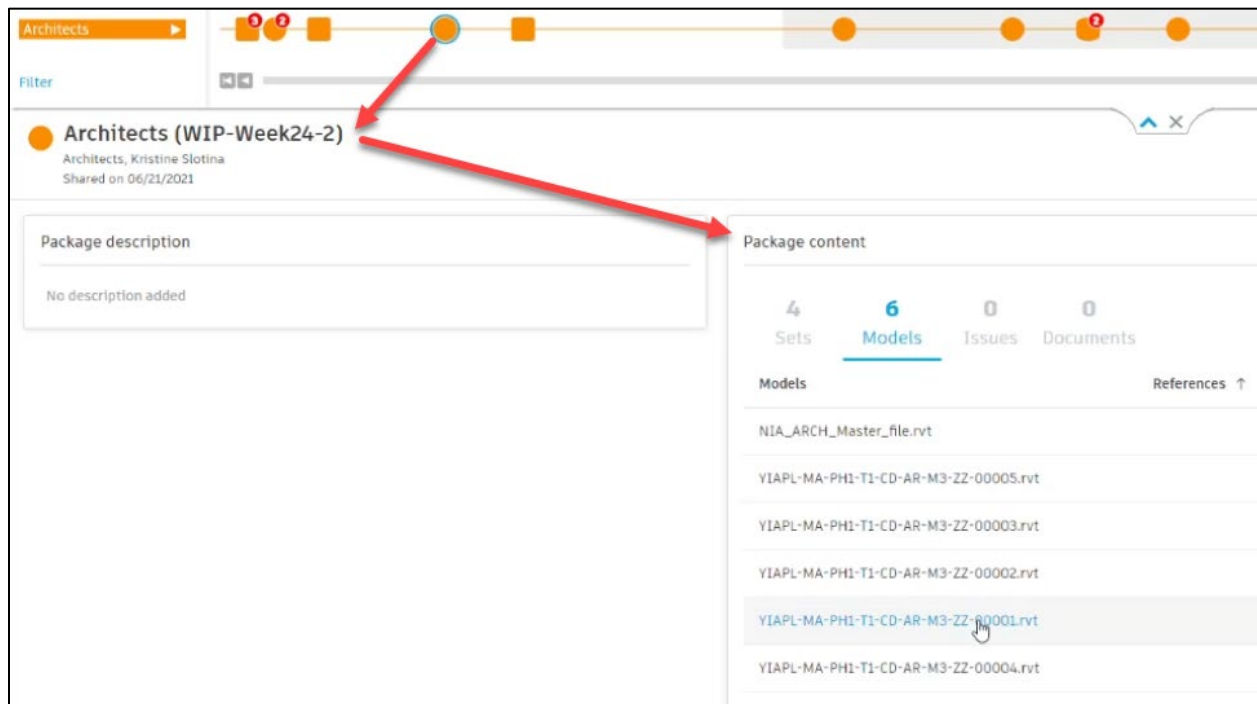 Architects
3
2
2
Filter
Architects (WIP-Week24-2)
Architects, Kristine Slotina
Shared on 06/21/2021
Package description
No description added
Package content
4 6 0 0
Sets Models Issues Documents
Models References ↑
NIA_ARCH_Master_file.rvt
YIAPL-MA-PH1-T1-CD-AR-M3-ZZ-00005.rvt
YIAPL-MA-PH1-T1-CD-AR-M3-ZZ-00003.rvt
YIAPL-MA-PH1-T1-CD-AR-M3-ZZ-00002.rvt
YIAPL-MA-PH1-T1-CD-AR-M3-ZZ-00001.rvt
YIAPL-MA-PH1-T1-CD-AR-M3-ZZ-00004.rvt